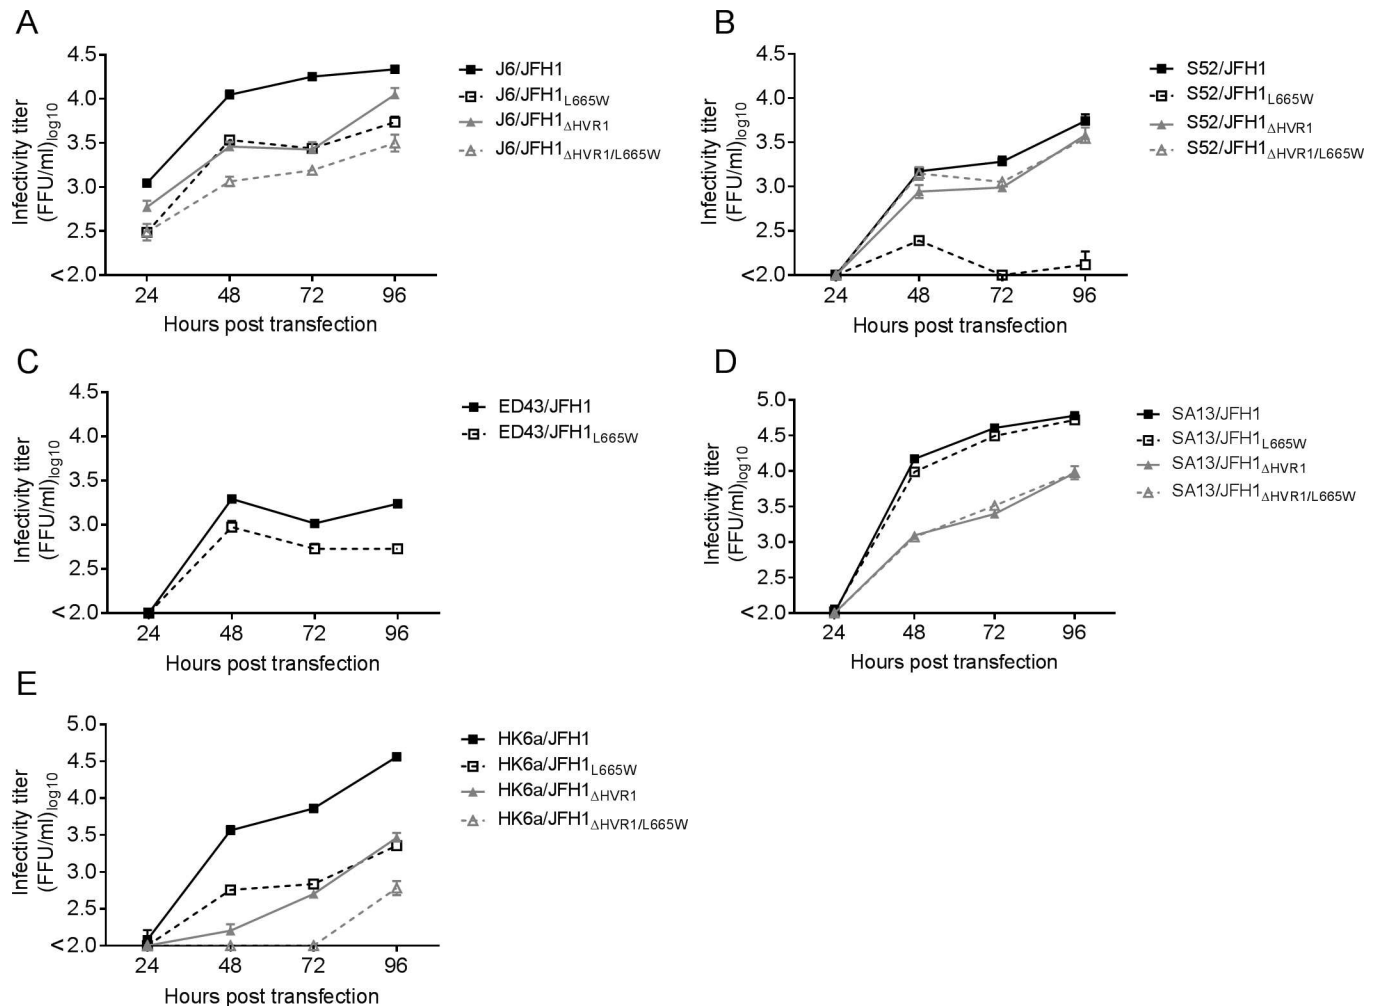 A
Infectivity titer
(FFU/ml)log10
4.5
4.0
3.5
3.0
2.5
<2.0
24 48 72 96
Hours post transfection
J6/JFH1
J6/JFH1L665W
J6/JFH1ΔHVR1
J6/JFH1ΔHVR1/L665W
B
Infectivity titer
(FFU/ml)log10
4.5
4.0
3.5
3.0
2.5
<2.0
24 48 72 96
Hours post transfection
S52/JFH1
S52/JFH1L665W
S52/JFH1ΔHVR1
S52/JFH1ΔHVR1/L665W
C
Infectivity titer
(FFU/ml)log10
4.5
4.0
3.5
3.0
2.5
<2.0
24 48 72 96
Hours post transfection
ED43/JFH1
ED43/JFH1L665W
D
Infectivity titer
(FFU/ml)log10
5.0
4.5
4.0
3.5
3.0
2.5
<2.0
24 48 72 96
Hours post transfection
SA13/JFH1
SA13/JFH1L665W
SA13/JFH1ΔHVR1
SA13/JFH1ΔHVR1/L665W
E
Infectivity titer
(FFU/ml)log10
5.0
4.5
4.0
3.5
3.0
2.5
<2.0
24 48 72 96
Hours post transfection
HK6a/JFH1
HK6a/JFH1L665W
HK6a/JFH1ΔHVR1
HK6a/JFH1ΔHVR1/L665W